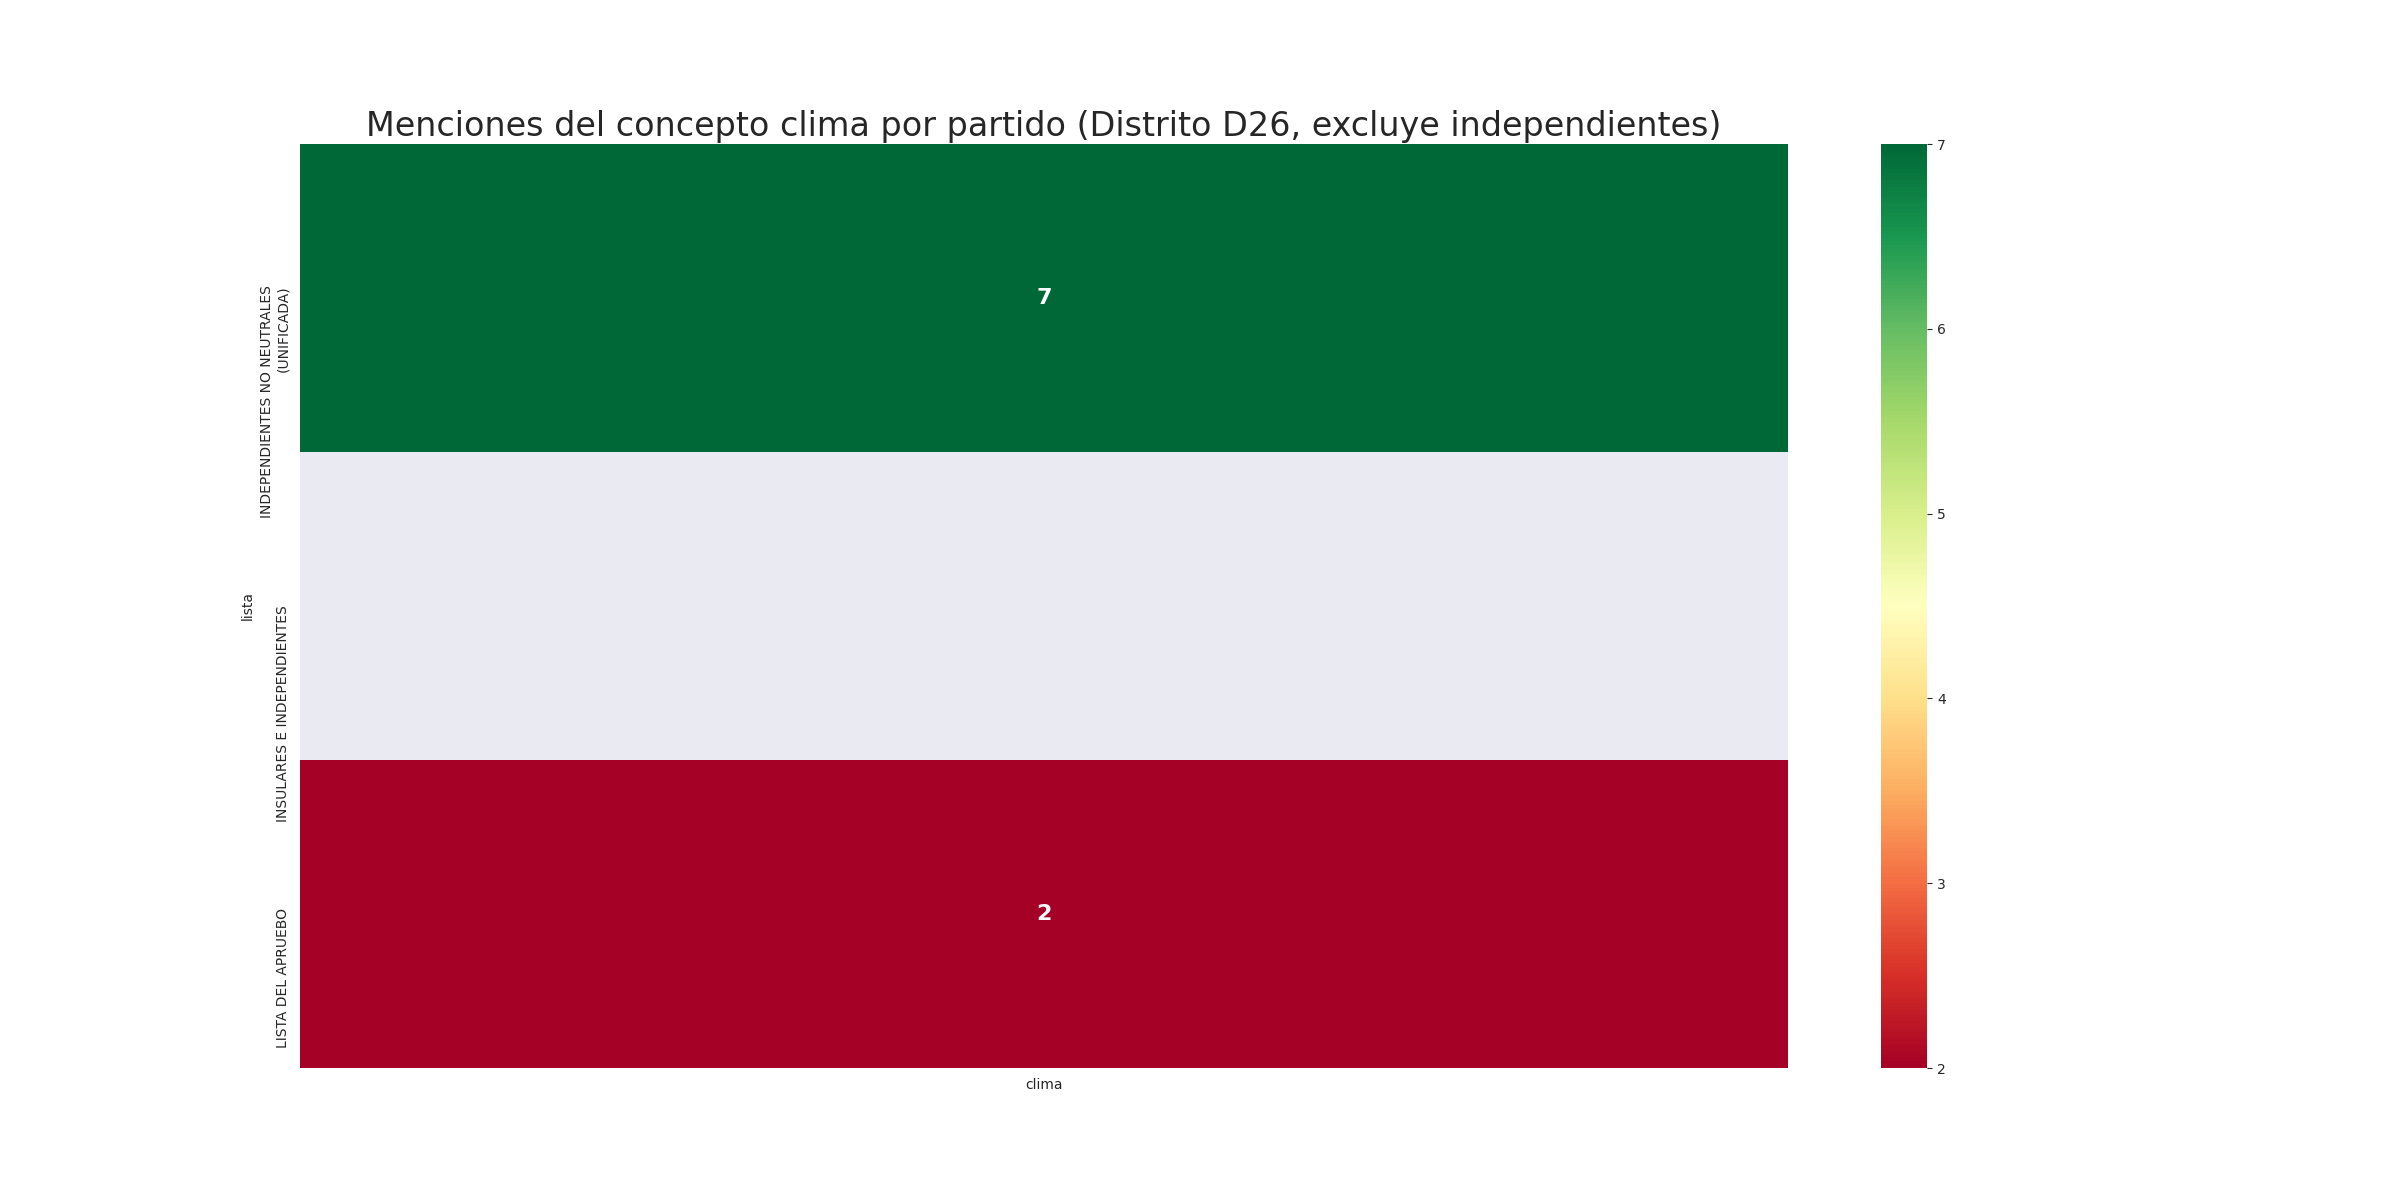 Menciones del concepto clima por partido (Distrito D26, excluye independientes)
lista
INDEPENDIENTES NO NEUTRALES
(UNIFICADA)
INSULARES E INDEPENDIENTES
LISTA DEL APRUEBO
7
2
clima
7
6
5
4
3
2